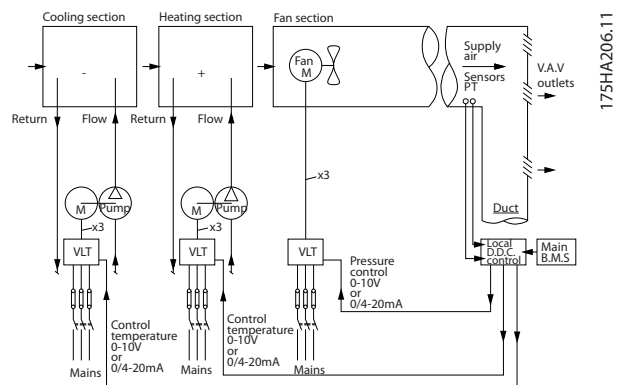 Cooling section
Heating section
Fan section
-
+
Fan
M
Supply
air
Sensors
PT
V.A.V
outlets
175HA206.11
Return
Flow
Return
Flow
x3
M
Pump
M
Pump
x3
x3
Duct
VLT
VLT
VLT
Pressure
control
0-10V
or
0/4-20mA
Local
D.D.C.
control
Main
B.M.S
Control
temperature
0-10V
or
0/4-20mA
Control
temperature
0-10V
or
0/4-20mA
Mains
Mains
Mains